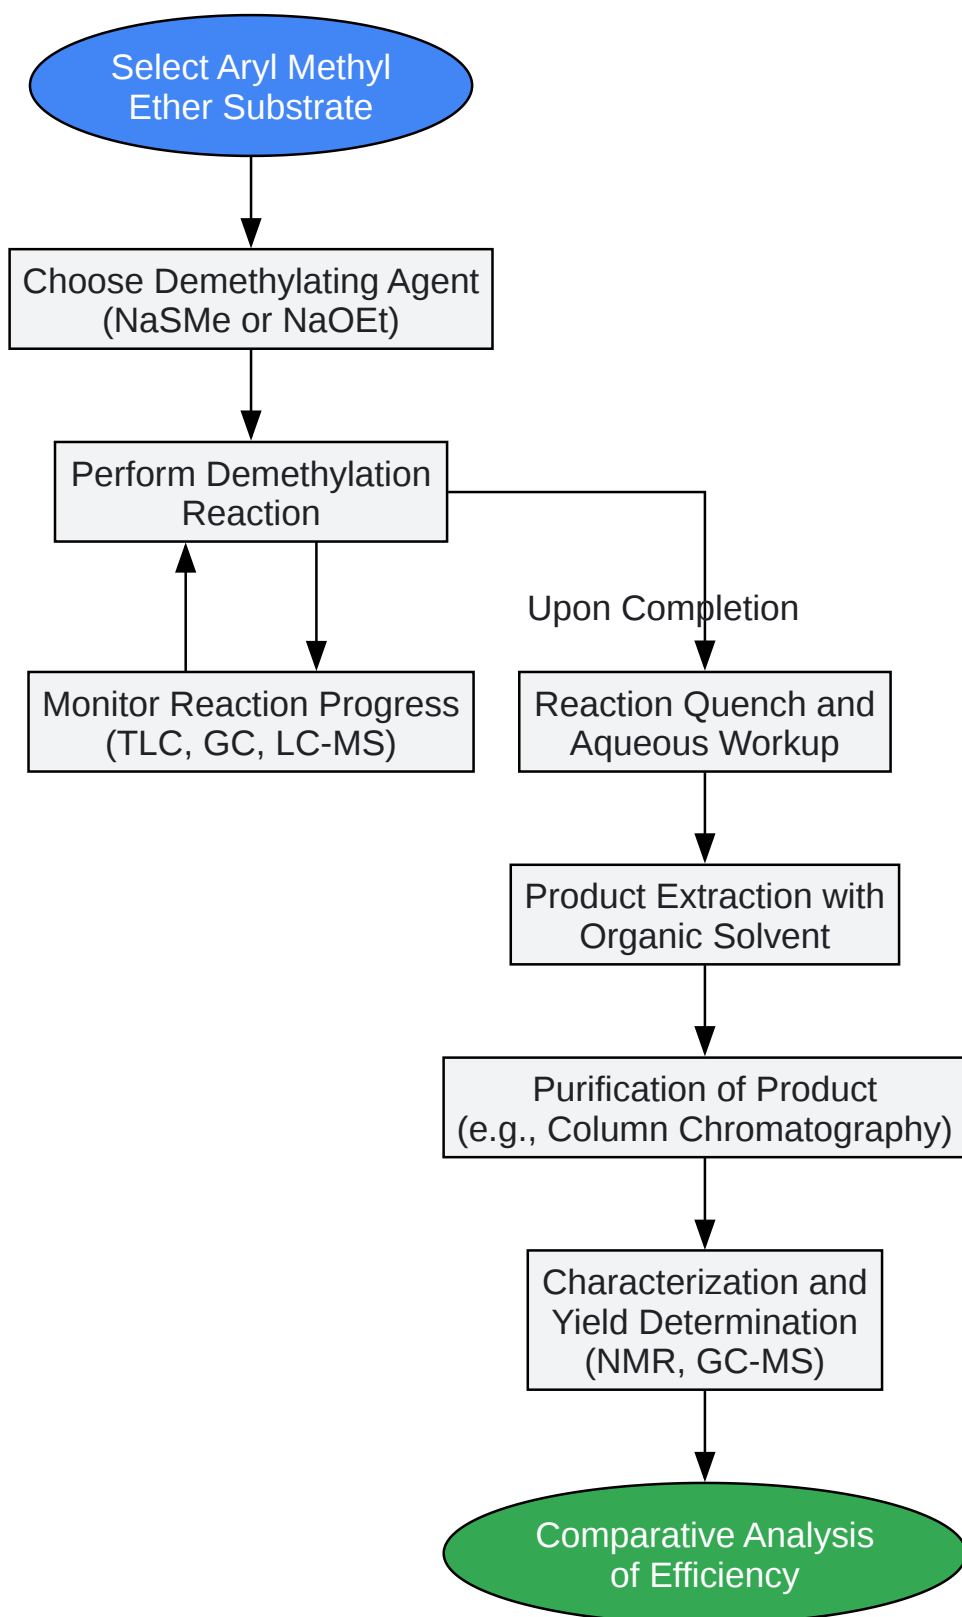 Select Aryl Methyl
Ether Substrate
Choose Demethylating Agent
(NaSMe or NaOEt)
Perform Demethylation
Reaction
Upon Completion
Monitor Reaction Progress
(TLC, GC, LC-MS)
Reaction Quench and
Aqueous Workup
Product Extraction with
Organic Solvent
Purification of Product
(e.g., Column Chromatography)
Characterization and
Yield Determination
(NMR, GC-MS)
Comparative Analysis
of Efficiency